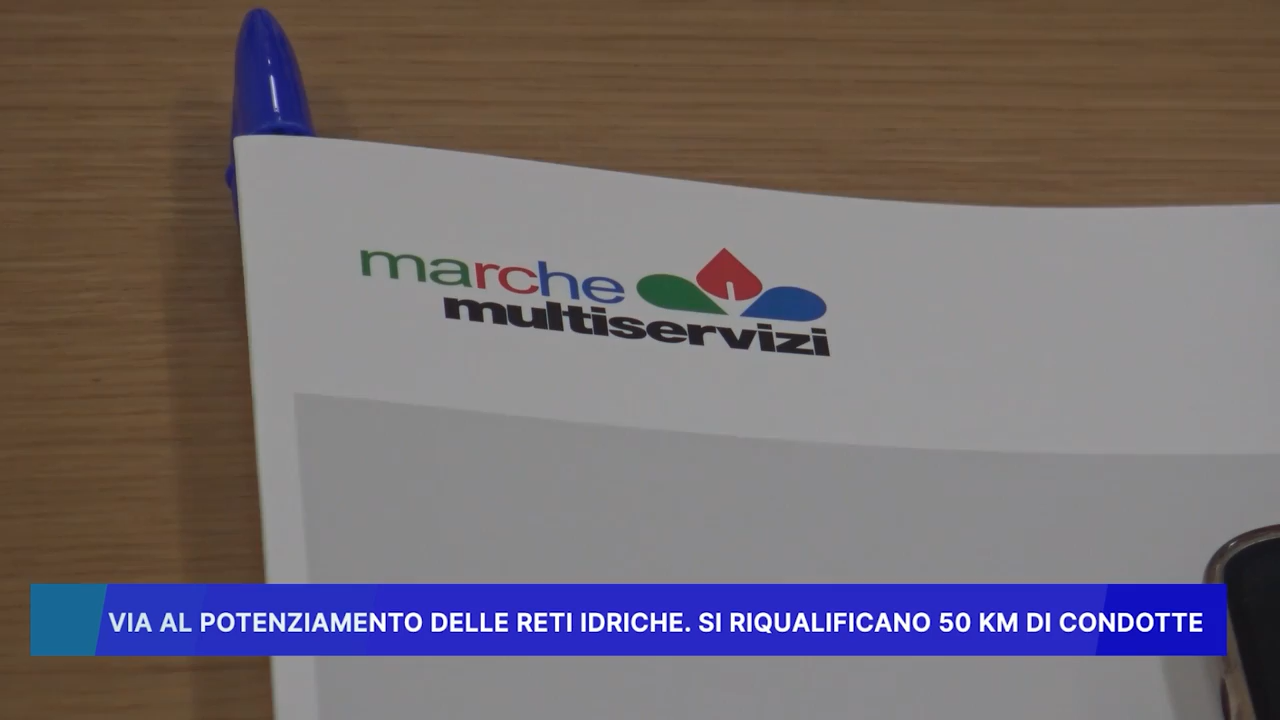 marche
multiservizi
VIA AL POTENZIAMENTO DELLE RETI IDRICHE. SI RIQUALIFICANO 50 KM DI CONDOTTE